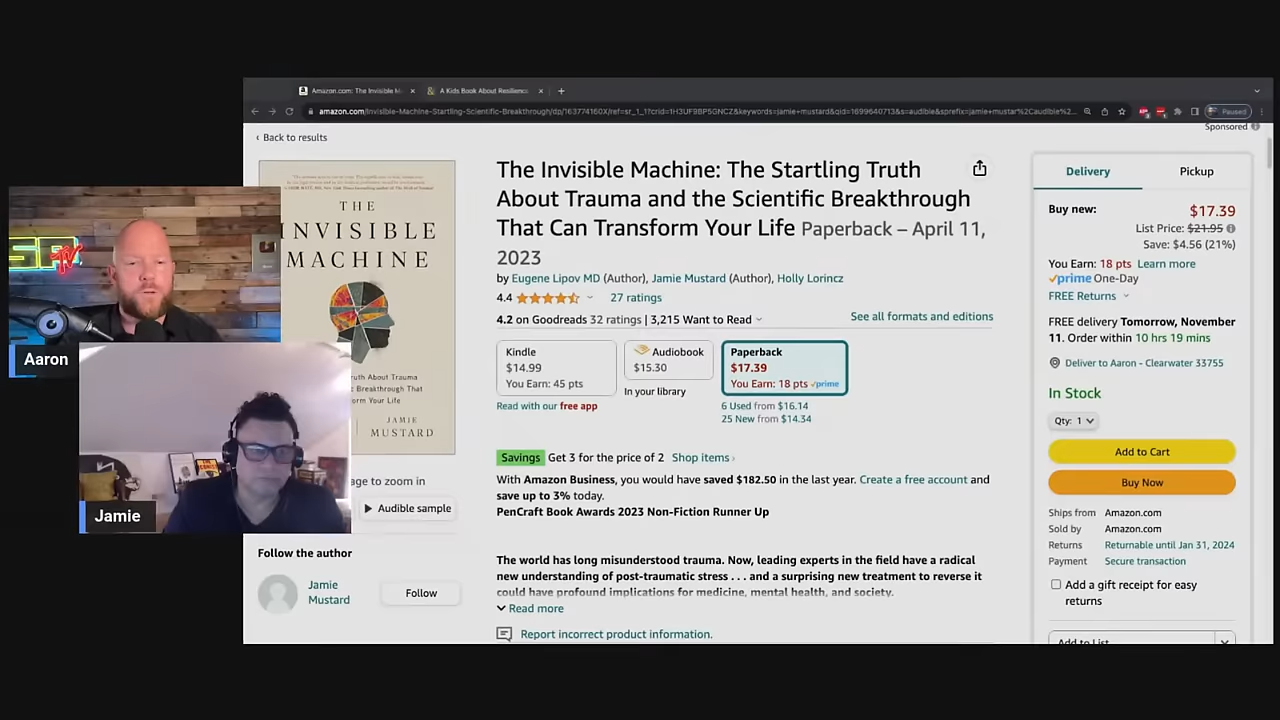 Amazon.com: The Invisible M
A Kids Book About Resilience
amazon.com/Invisible-Machine-Startling-Scientific-Breakthrough/dp/163774160X/ref=sr_1_1?crid=1H3UF9BP5GNCZ&keywords=jamie+mustard&qid=1699640713&s=audible&sprefix=jamie+mustar%2Caudible%2...
Paused
‹ Back to results
Sponsored
THE
INVISIBLE
MACHINE
ruth About Trauma
Breakthrough That
orm Your Life
JAMIE
MUSTARD
age to zoom in
Audible sample
Follow the author
Jamie
Mustard
Follow
Aaron
Jamie
The Invisible Machine: The Startling Truth
About Trauma and the Scientific Breakthrough
That Can Transform Your Life Paperback – April 11,
2023
by Eugene Lipov MD (Author), Jamie Mustard (Author), Holly Lorincz
4.4
27 ratings
4.2 on Goodreads 32 ratings | 3,215 Want to Read
See all formats and editions
Kindle
$14.99
You Earn: 45 pts
Read with our free app
Audiobook
$15.30
In your library
Paperback
$17.39
You Earn: 18 pts prime
6 Used from $16.14
25 New from $14.34
Savings Get 3 for the price of 2 Shop items ›
With Amazon Business, you would have saved $182.50 in the last year. Create a free account and
save up to 3% today.
PenCraft Book Awards 2023 Non-Fiction Runner Up
The world has long misunderstood trauma. Now, leading experts in the field have a radical
new understanding of post-traumatic stress . . . and a surprising new treatment to reverse it
could have profound implications for medicine, mental health, and society.
Read more
Report incorrect product information.
Delivery
Pickup
Buy new:
$17.39
List Price: $21.95
Save: $4.56 (21%)
You Earn: 18 pts Learn more
prime One-Day
FREE Returns
FREE delivery Tomorrow, November
11. Order within 10 hrs 19 mins
Deliver to Aaron - Clearwater 33755
In Stock
Qty: 1
Add to Cart
Buy Now
Ships from Amazon.com
Sold by Amazon.com
Returns Returnable until Jan 31, 2024
Payment Secure transaction
Add a gift receipt for easy
returns
Add to List